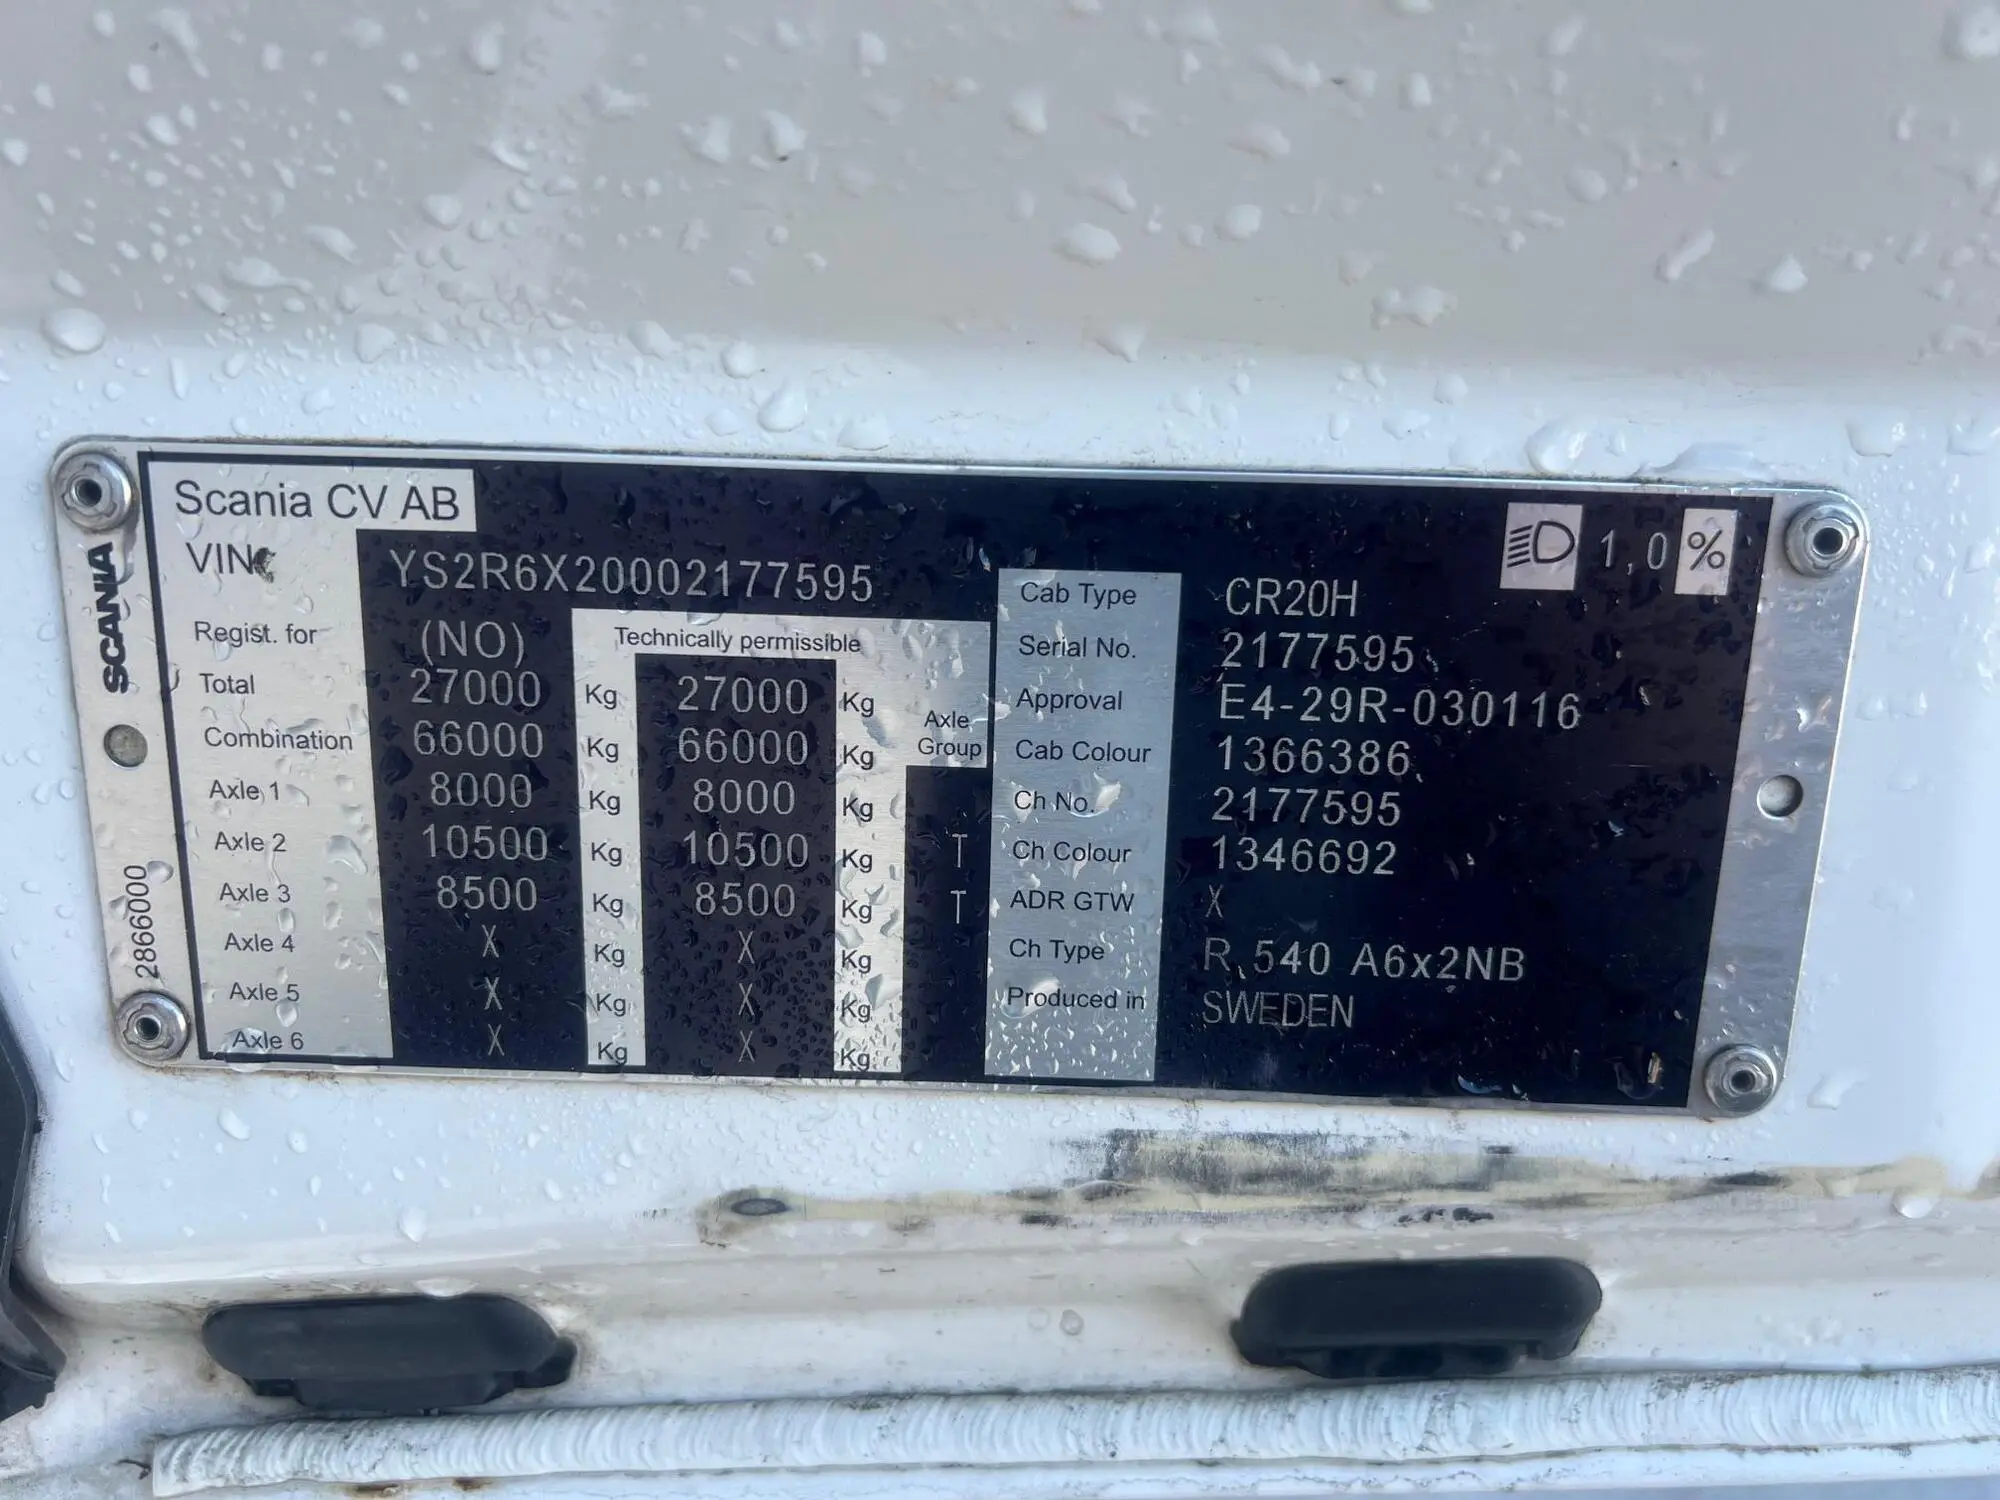 Scania CV AB
SCANIA
2866000
VIN YS2R6X20002177595
Regist. for (NO) Technically permissible
Total 27000 Kg 27000 Kg
Combination 66000 Kg 66000 Kg Axle Group
Axle 1 8000 Kg 8000 Kg
Axle 2 10500 Kg 10500 Kg T
Axle 3 8500 Kg 8500 Kg T
Axle 4 X Kg X Kg
Axle 5 X Kg X Kg
Axle 6 X Kg X Kg
1,0 %
Cab Type CR20H
Serial No. 2177595
Approval E4-29R-030116
Cab Colour 1366386
Ch No. 2177595
Ch Colour 1346692
ADR GTW X
Ch Type R 540 A6x2NB
Produced in SWEDEN